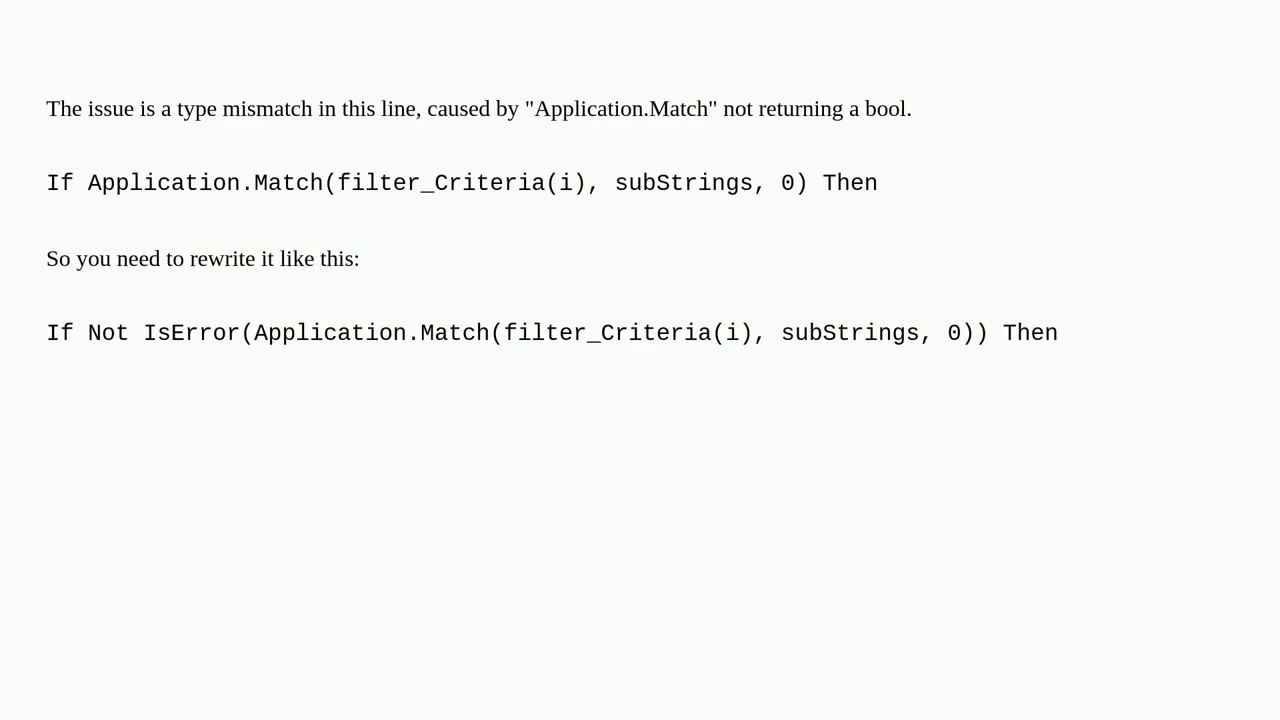 The issue is a type mismatch in this line, caused by "Application.Match" not returning a bool.
If Application.Match(filter_Criteria(i), subStrings, 0) Then
So you need to rewrite it like this:
If Not IsError(Application.Match(filter_Criteria(i), subStrings, 0)) Then